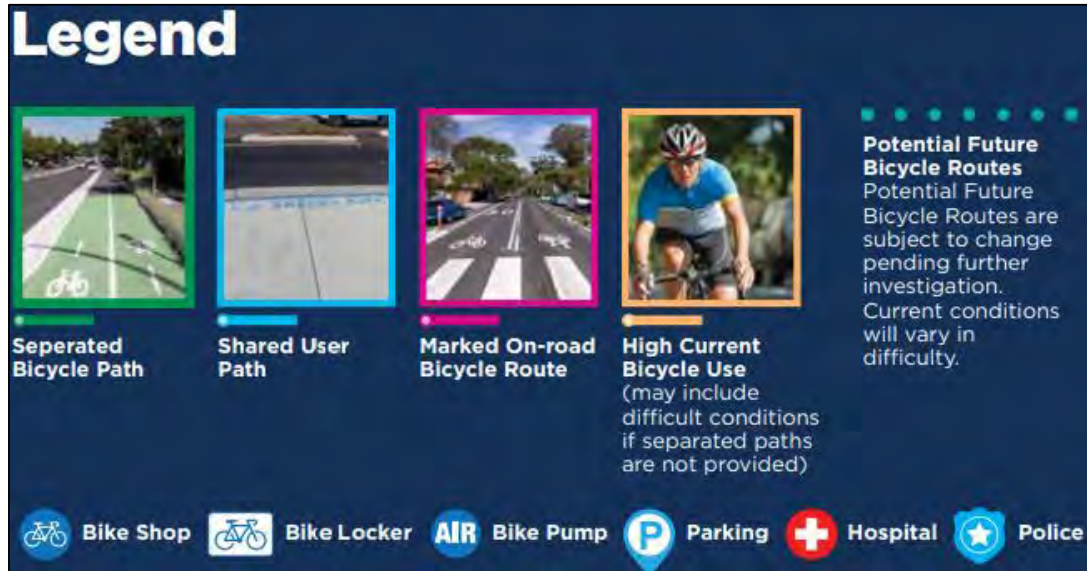 Legend
Seperated
Bicycle Path
Shared User
Path
Marked On-road
Bicycle Route
High Current
Bicycle Use
(may include
difficult conditions
if separated paths
are not provided)
Potential Future
Bicycle Routes
Potential Future
Bicycle Routes are
subject to change
pending further
investigation.
Current conditions
will vary in
difficulty.
Bike Shop
Bike Locker
AIR Bike Pump
P Parking
Hospital
Police